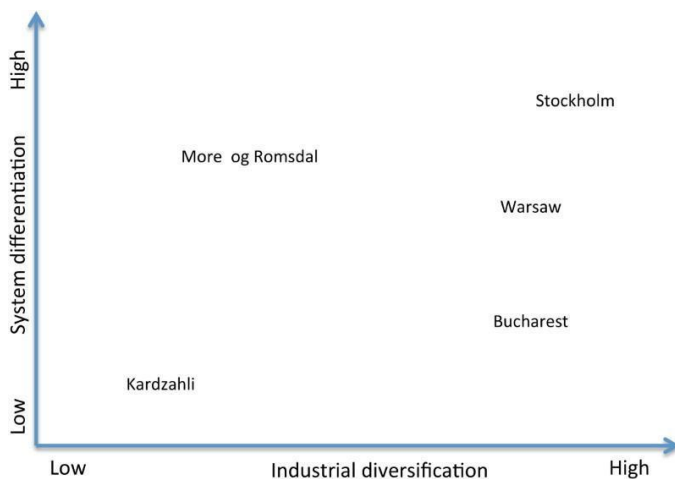 High
Stockholm
More og Romsdal
System differentiation
Warsaw
Bucharest
Kardzahli
Low
Low
Industrial diversification
High